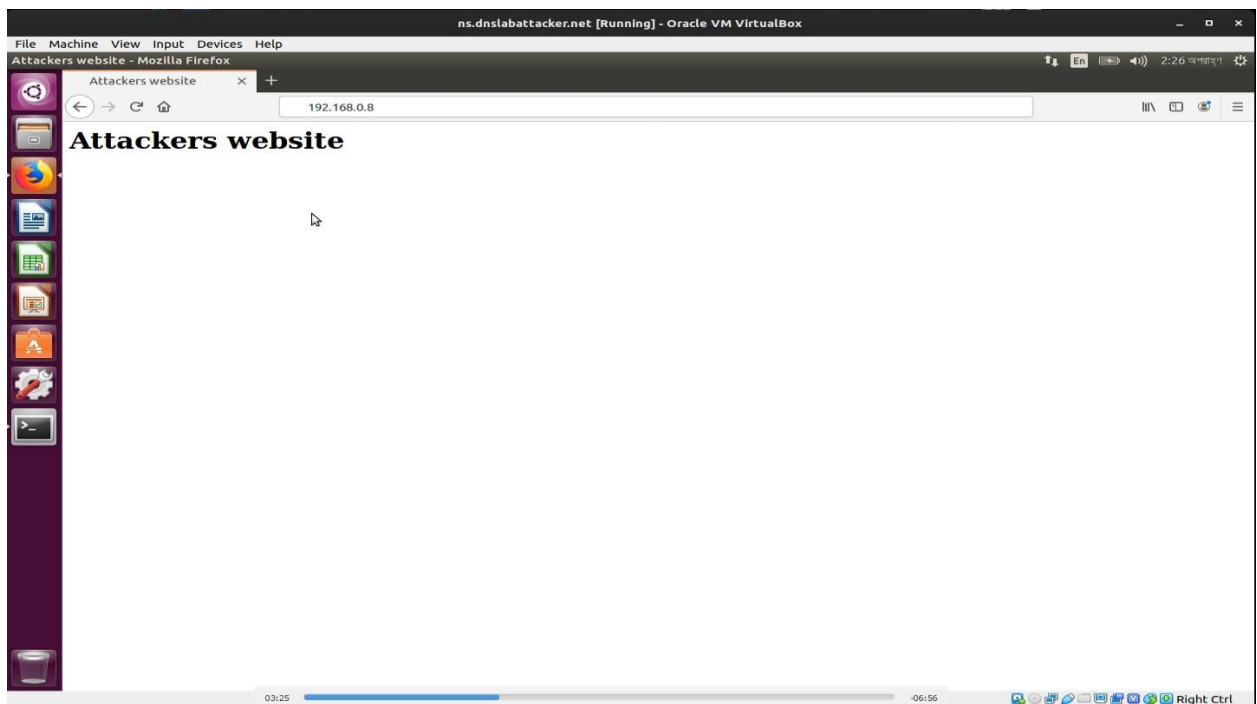 ns.dnslabattacker.net [Running] - Oracle VM VirtualBox
File Machine View Input Devices Help
Attackers website - Mozilla Firefox
En
2:26 অপরাহ্ণ
Attackers website
192.168.0.8
Attackers website
03:25
-06:56
Right Ctrl